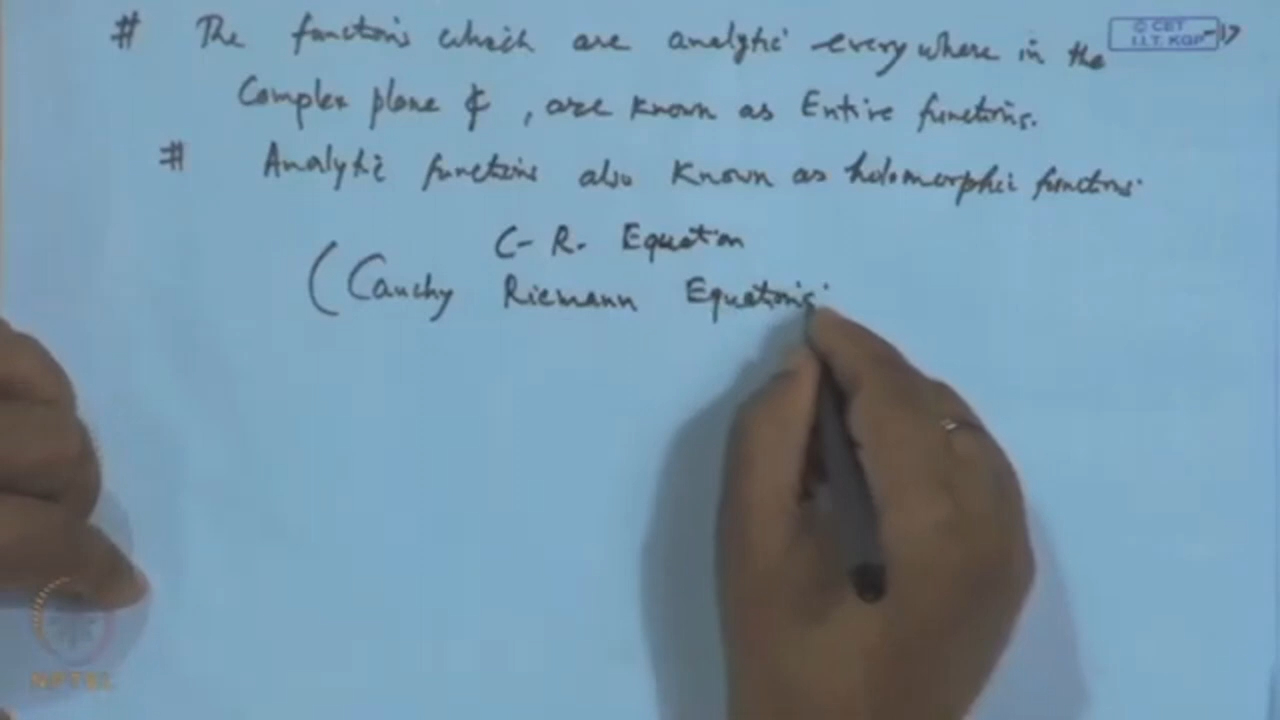 # The functions which are analytic everywhere in the
© CET
I.I.T. KGP
-17
Complex plane ₵, are known as Entire functions.
# Analytic functions also known as holomorphic functions.
C-R. Equation
(Cauchy Riemann Equations
NPTEL